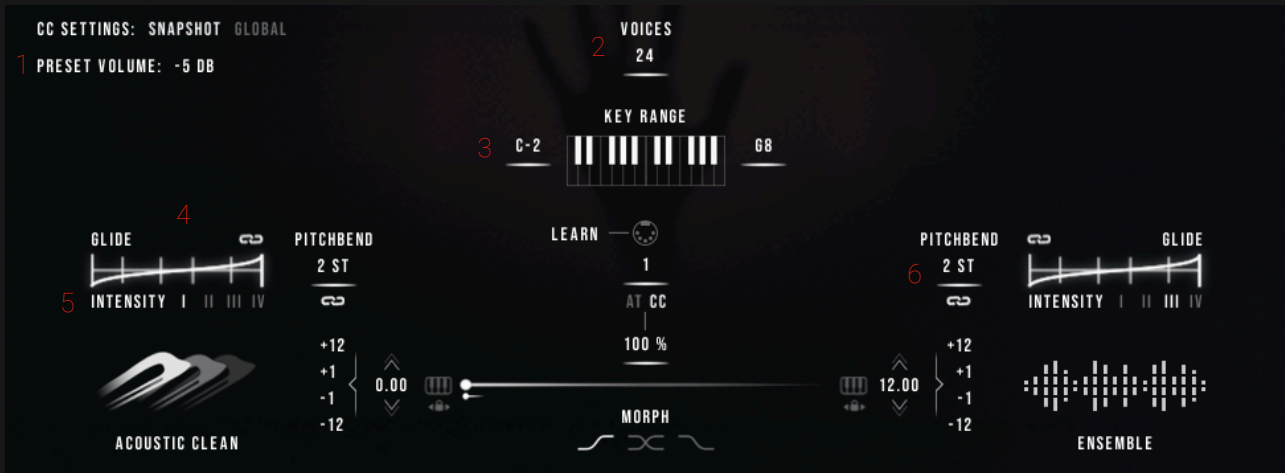 CC SETTINGS: SNAPSHOT GLOBAL
1 PRESET VOLUME: -5 DB
VOICES
2 24
KEY RANGE
3 C-2 G8
4
GLIDE PITCHBEND LEARN PITCHBEND GLIDE
2 ST 1 6 2 ST
5 INTENSITY I II III IV AT CC INTENSITY I II III IV
+12 100 % +12
+1 +1
0.00 12.00
-1 -1
-12 MORPH -12
ACOUSTIC CLEAN ENSEMBLE